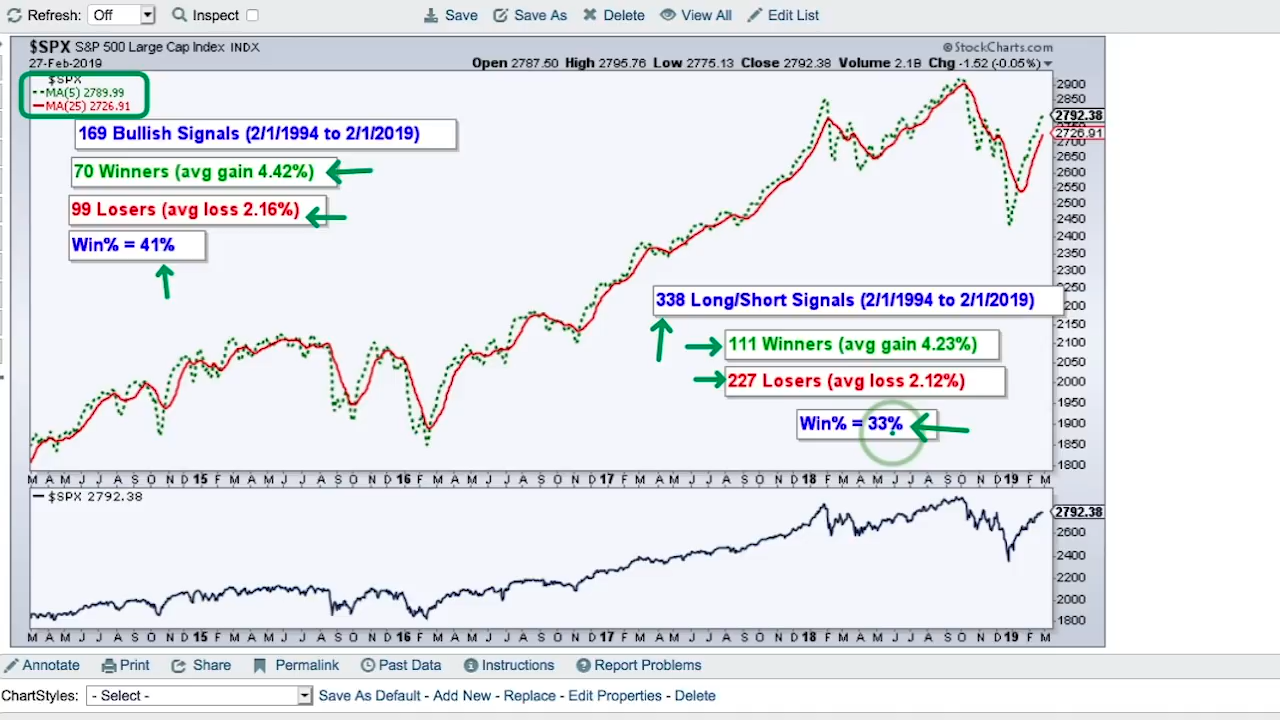 Refresh: Off Inspect Save Save As Delete View All Edit List
$SPX S&P 500 Large Cap Index INDX © StockCharts.com
27-Feb-2019 Open 2787.50 High 2795.76 Low 2775.13 Close 2792.38 Volume 2.1B Chg -1.52 (-0.05%)
$SPX
MA(5) 2789.99
MA(25) 2726.91
169 Bullish Signals (2/1/1994 to 2/1/2019)
70 Winners (avg gain 4.42%)
99 Losers (avg loss 2.16%)
Win% = 41%
338 Long/Short Signals (2/1/1994 to 2/1/2019)
111 Winners (avg gain 4.23%)
227 Losers (avg loss 2.12%)
Win% = 33%
2900
2850
2792.38
2726.91
2700
2650
2600
2550
2500
2450
2400
2350
2300
2250
2200
2150
2100
2050
2000
1950
1900
1850
1800
M A M J J A S O N D 15 F M A M J J A S O N D 16 F M A M J J A S O N D 17 F M A M J J A S O N D 18 F M A M J J A S O N D 19 F M
$SPX 2792.38
2792.38
2600
2400
2200
2000
1800
M A M J J A S O N D 15 F M A M J J A S O N D 16 F M A M J J A S O N D 17 F M A M J J A S O N D 18 F M A M J J A S O N D 19 F M
Annotate Print Share Permalink Past Data Instructions Report Problems
ChartStyles: - Select - Save As Default - Add New - Replace - Edit Properties - Delete